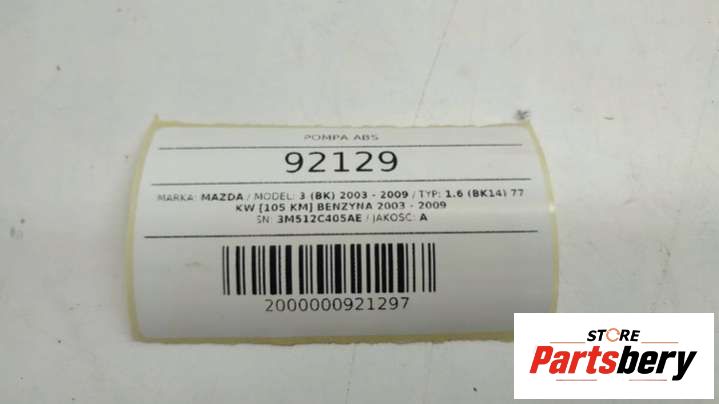 POMPA ABS
92129
MARKA: MAZDA / MODEL: 3 (BK) 2003 - 2009 / TYP: 1.6 (BK14) 77
KW [105 KM] BENZYNA 2003 - 2009
SN: 3M512C405AE / JAKOŚĆ: A
2000000921297
STORE
Partsbery